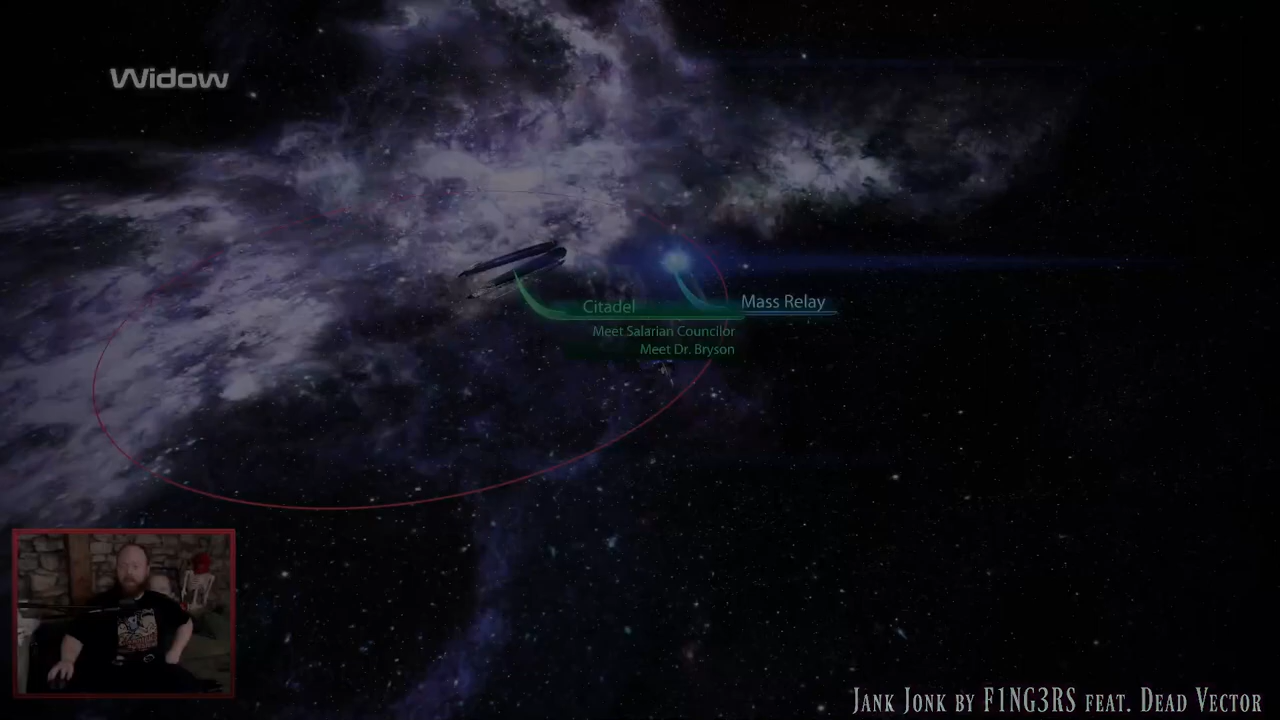 Widow
Citadel
Mass Relay
Meet Salarian Councilor
Meet Dr. Bryson
Jank Jonk by F1NG3RS feat. Dead Vector